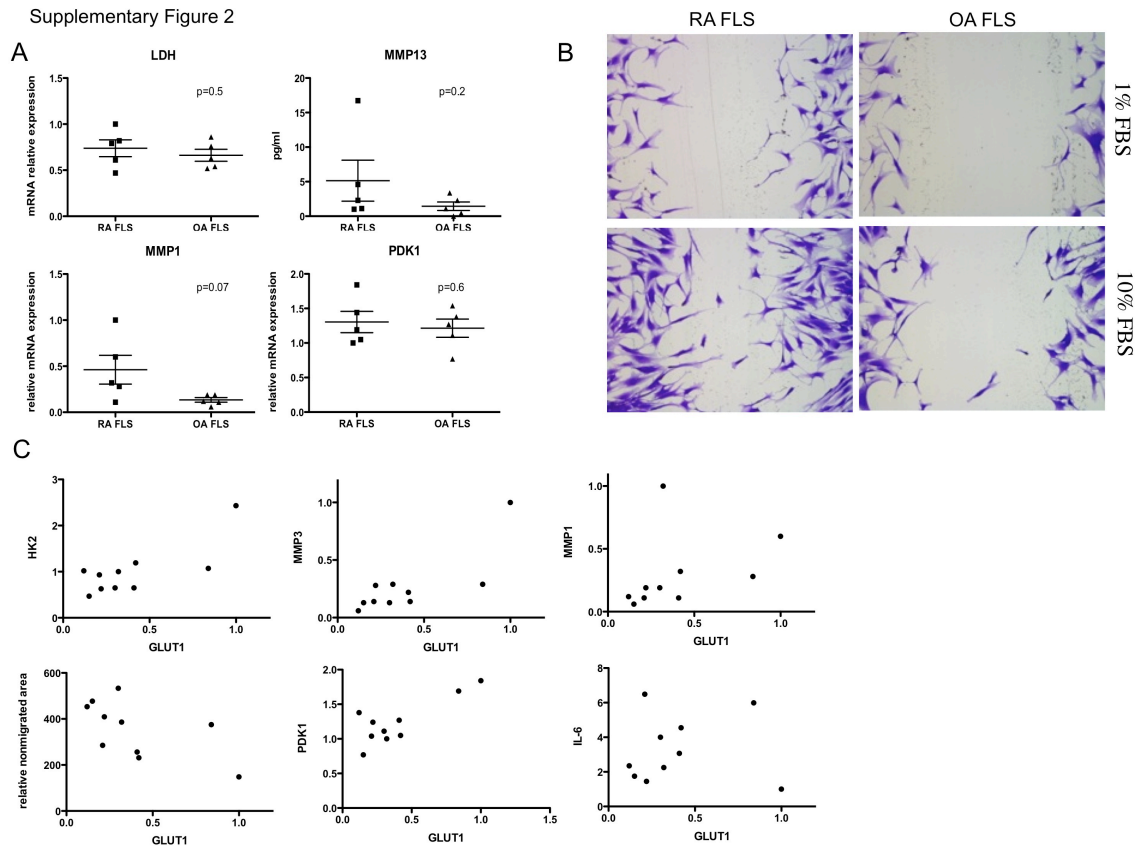 Supplementary Figure 2
A
LDH
mRNA relative expression
1.5
1.0
0.5
0.0
p=0.5
RA FLS
OA FLS
MMP13
pg/ml
20
15
10
5
0
p=0.2
RA FLS
OA FLS
MMP1
relative mRNA expression
1.5
1.0
0.5
0.0
p=0.07
RA FLS
OA FLS
PDK1
relative mRNA expression
2.0
1.5
1.0
0.5
0.0
p=0.6
RA FLS
OA FLS
B
RA FLS
OA FLS
1% FBS
10% FBS
C
HK2
3
2
1
0
0.0
0.5
1.0
GLUT1
MMP3
1.0
0.5
0.0
0.0
0.5
1.0
GLUT1
MMP1
1.0
0.5
0.0
0.0
0.5
1.0
GLUT1
relative nonmigrated area
600
400
200
0
0.0
0.5
1.0
GLUT1
PDK1
2.0
1.5
1.0
0.5
0.0
0.0
0.5
1.0
1.5
GLUT1
IL-6
8
6
4
2
0
0.0
0.5
1.0
GLUT1